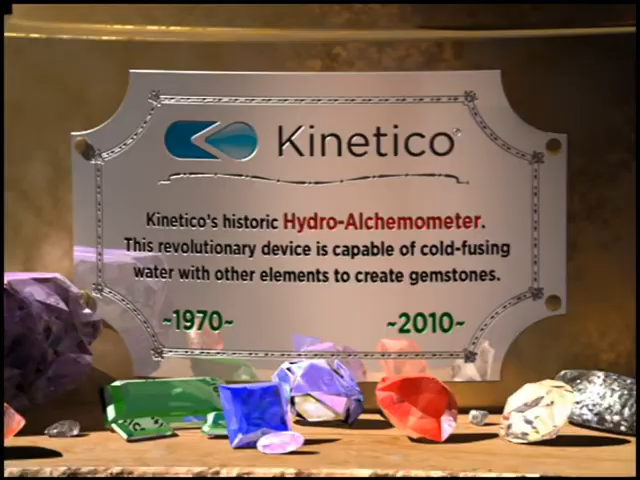 Kinetico®
Kinetico's historic Hydro-Alchemometer.
This revolutionary device is capable of cold-fusing
water with other elements to create gemstones.
~1970~ ~2010~